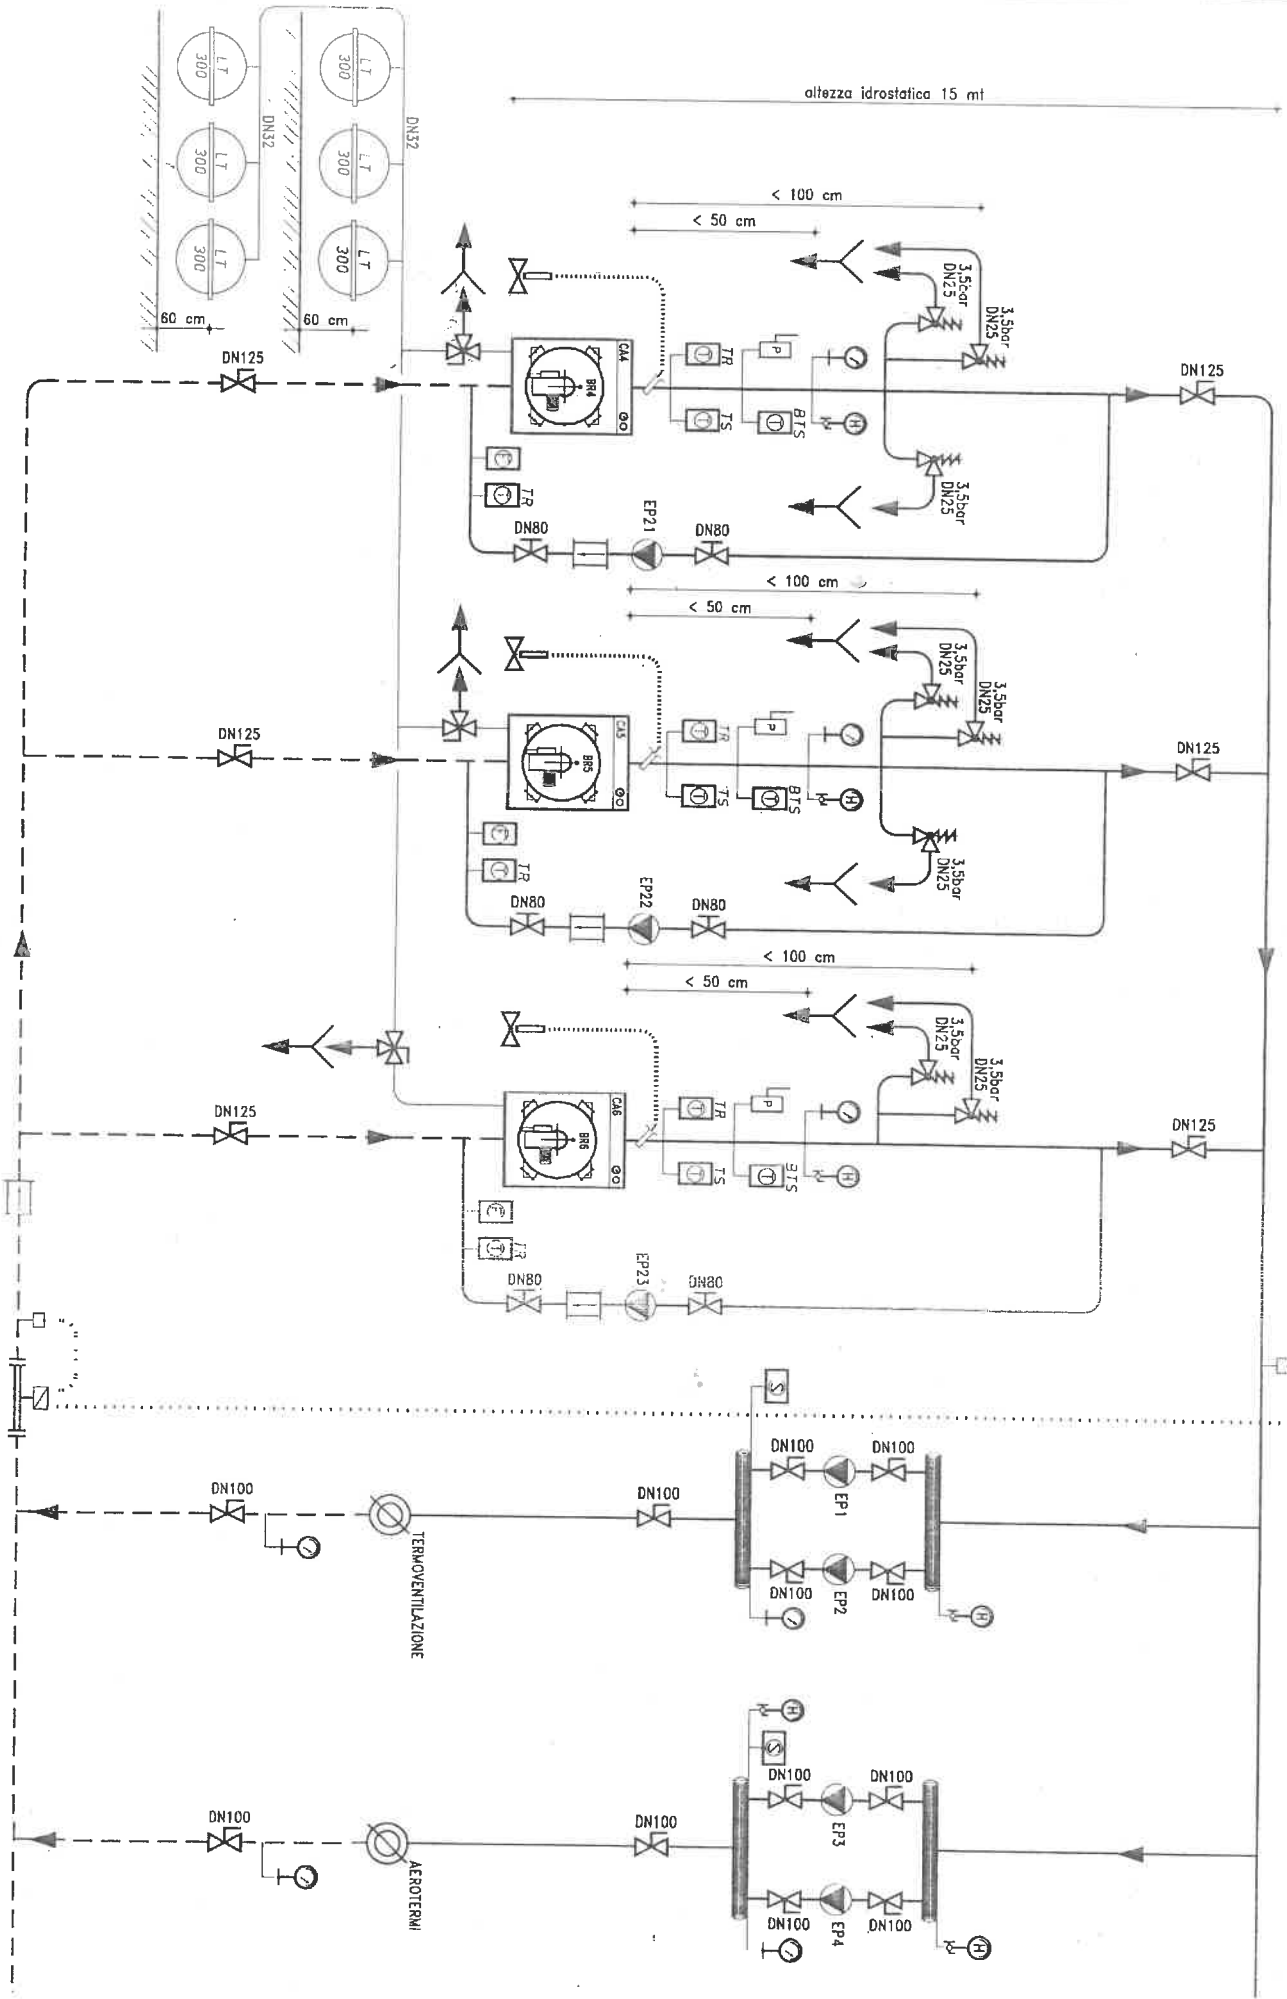 altezza idrostatica 15 mt
LT
300
LT
300
LT
300
DN32
LT
300
LT
300
LT
300
DN32
60 cm
60 cm
< 100 cm
< 50 cm
3,5bar
DN25
3,5bar
DN25
DN125
DN125
CA4
BR4
TR
TS
P
T
BTS
H
3,5bar
DN25
T
TR
DN80
EP21
DN80
< 100 cm
< 50 cm
3,5bar
DN25
3,5bar
DN25
DN125
DN125
CA5
BR5
TR
TS
P
T
BTS
H
3,5bar
DN25
T
TR
DN80
EP22
DN80
< 100 cm
< 50 cm
3,5bar
DN25
3,5bar
DN25
DN125
DN125
CA6
BR6
TR
TS
P
T
BTS
H
T
TR
DN80
EP23
DN80
S
DN100
DN100
EP1
DN100
DN100
DN100
DN100
EP2
H
TERMOVENTILAZIONE
H
S
DN100
DN100
EP3
DN100
DN100
DN100
DN100
EP4
H
AEROTERMI